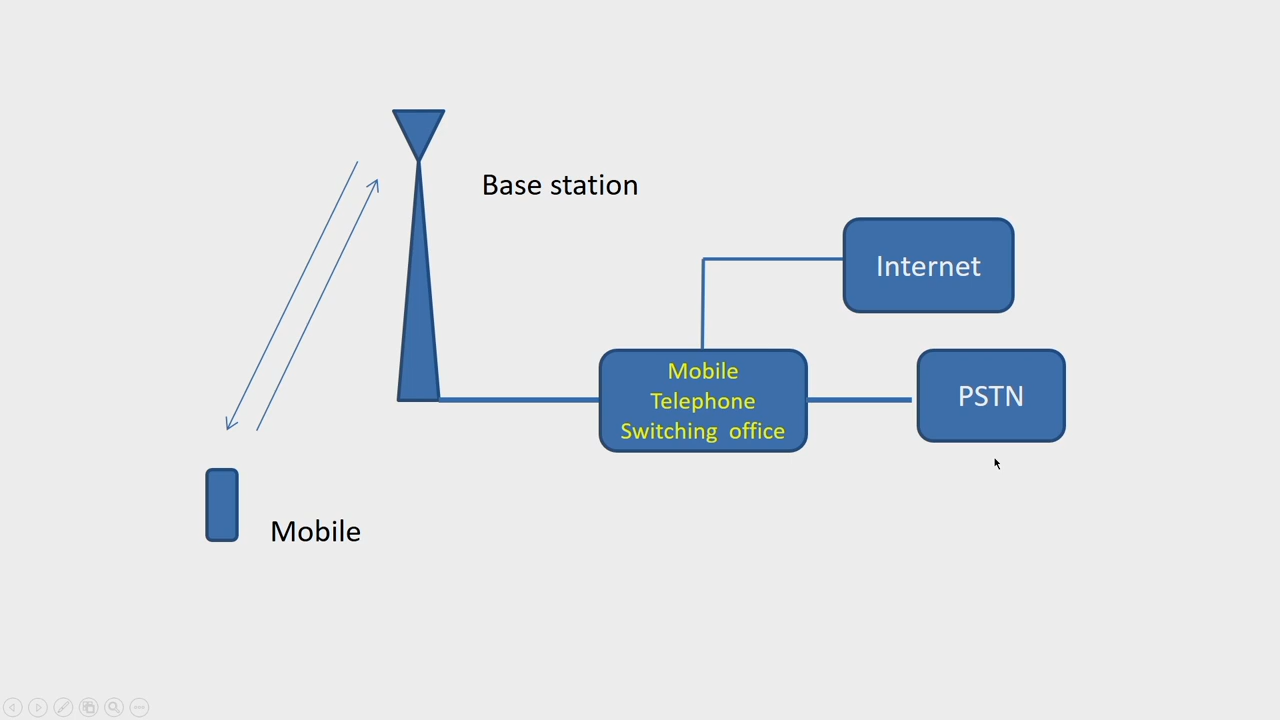 Base station
Internet
Mobile
Telephone
Switching office
PSTN
Mobile